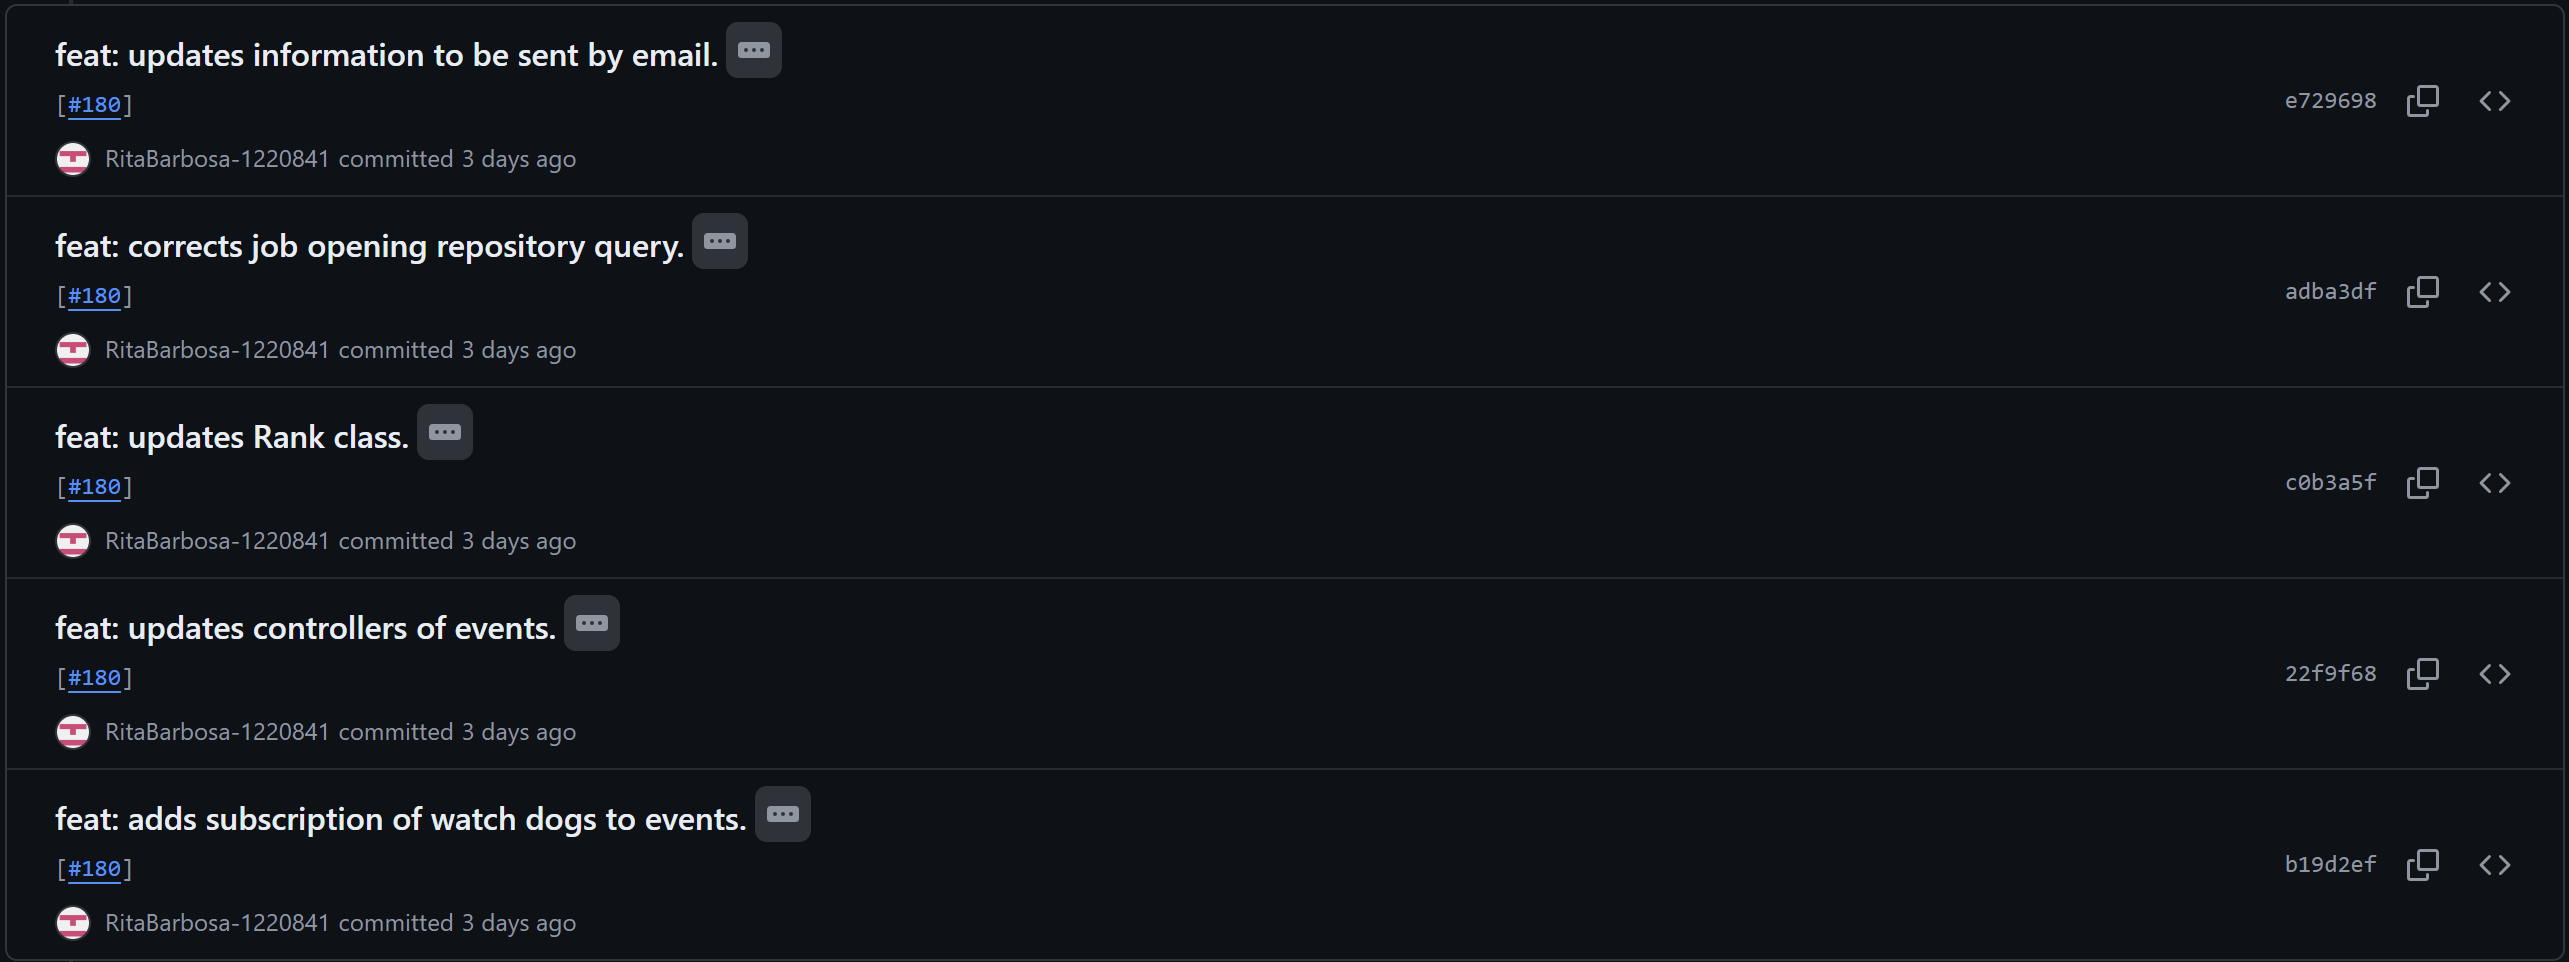 feat: updates information to be sent by email.
[#180]
RitaBarbosa-1220841 committed 3 days ago
e729698
feat: corrects job opening repository query.
[#180]
RitaBarbosa-1220841 committed 3 days ago
adba3df
feat: updates Rank class.
[#180]
RitaBarbosa-1220841 committed 3 days ago
c0b3a5f
feat: updates controllers of events.
[#180]
RitaBarbosa-1220841 committed 3 days ago
22f9f68
feat: adds subscription of watch dogs to events.
[#180]
RitaBarbosa-1220841 committed 3 days ago
b19d2ef